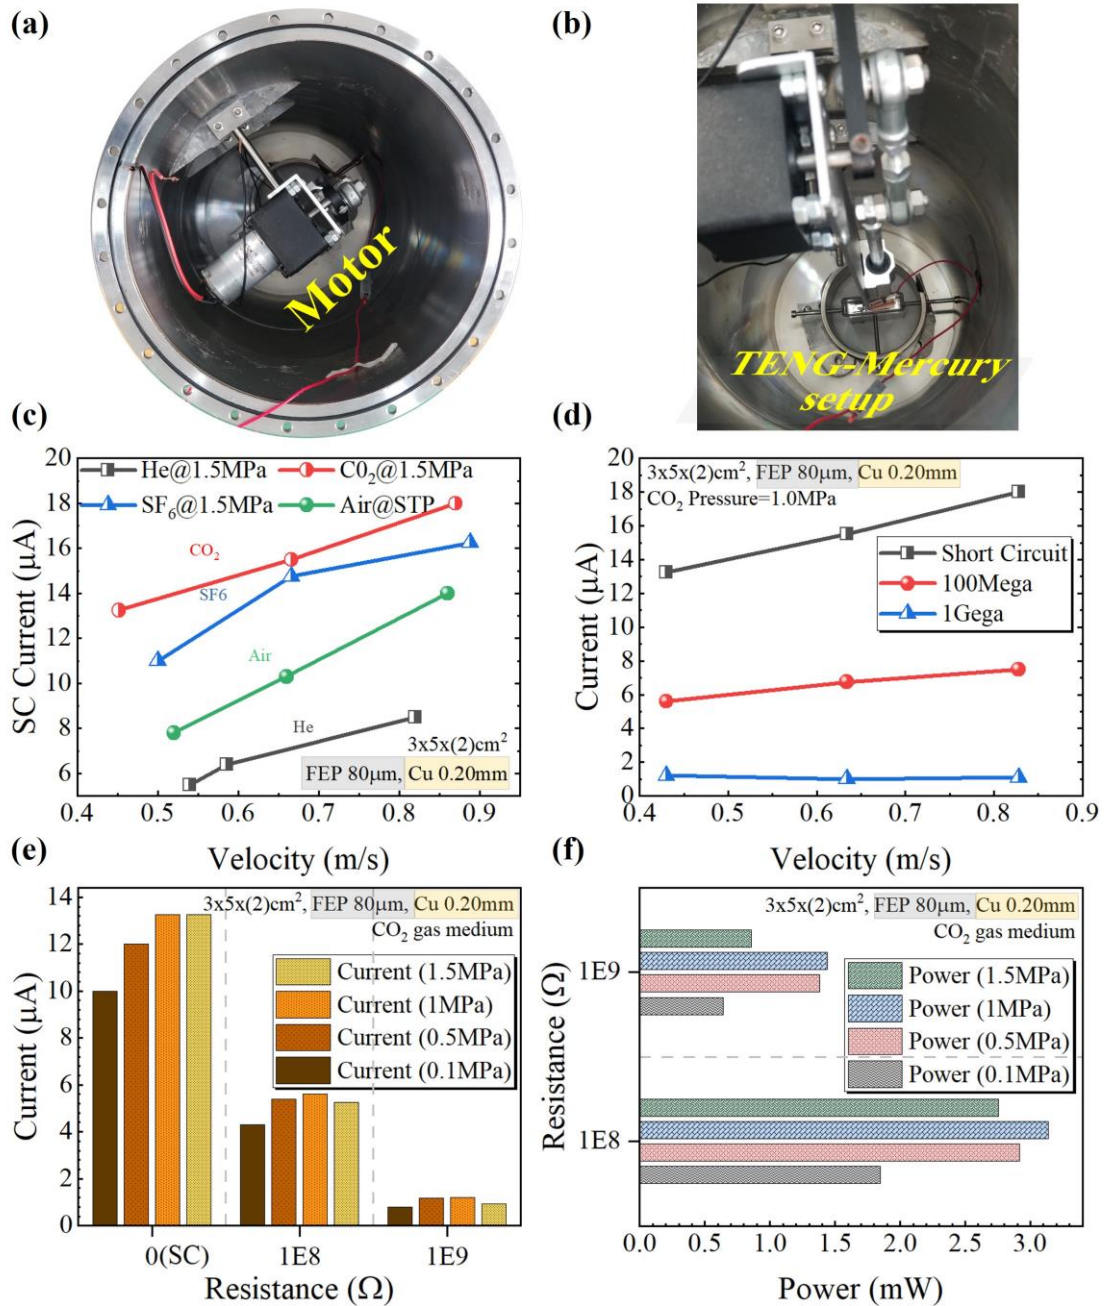 (a)
Motor
(b)
TENG-Mercury
setup
(c)
He@1.5MPa
C0₂@1.5MPa
SF₆@1.5MPa
Air@STP
CO₂
SF6
Air
He
3x5x(2)cm²
FEP 80μm, Cu 0.20mm
20
18
16
14
12
10
8
6
SC Current (μA)
0.4 0.5 0.6 0.7 0.8 0.9
Velocity (m/s)
(d)
3x5x(2)cm², FEP 80μm, Cu 0.20mm
CO₂ Pressure=1.0MPa
Short Circuit
100Mega
1Gega
20
18
16
14
12
10
8
6
4
2
0
Current (μA)
0.4 0.5 0.6 0.7 0.8 0.9
Velocity (m/s)
(e)
3x5x(2)cm², FEP 80μm, Cu 0.20mm
CO₂ gas medium
Current (1.5MPa)
Current (1MPa)
Current (0.5MPa)
Current (0.1MPa)
14
12
10
8
6
4
2
0
Current (μA)
0(SC) 1E8 1E9
Resistance (Ω)
(f)
3x5x(2)cm², FEP 80μm, Cu 0.20mm
CO₂ gas medium
Power (1.5MPa)
Power (1MPa)
Power (0.5MPa)
Power (0.1MPa)
1E9
1E8
Resistance (Ω)
0.0 0.5 1.0 1.5 2.0 2.5 3.0
Power (mW)